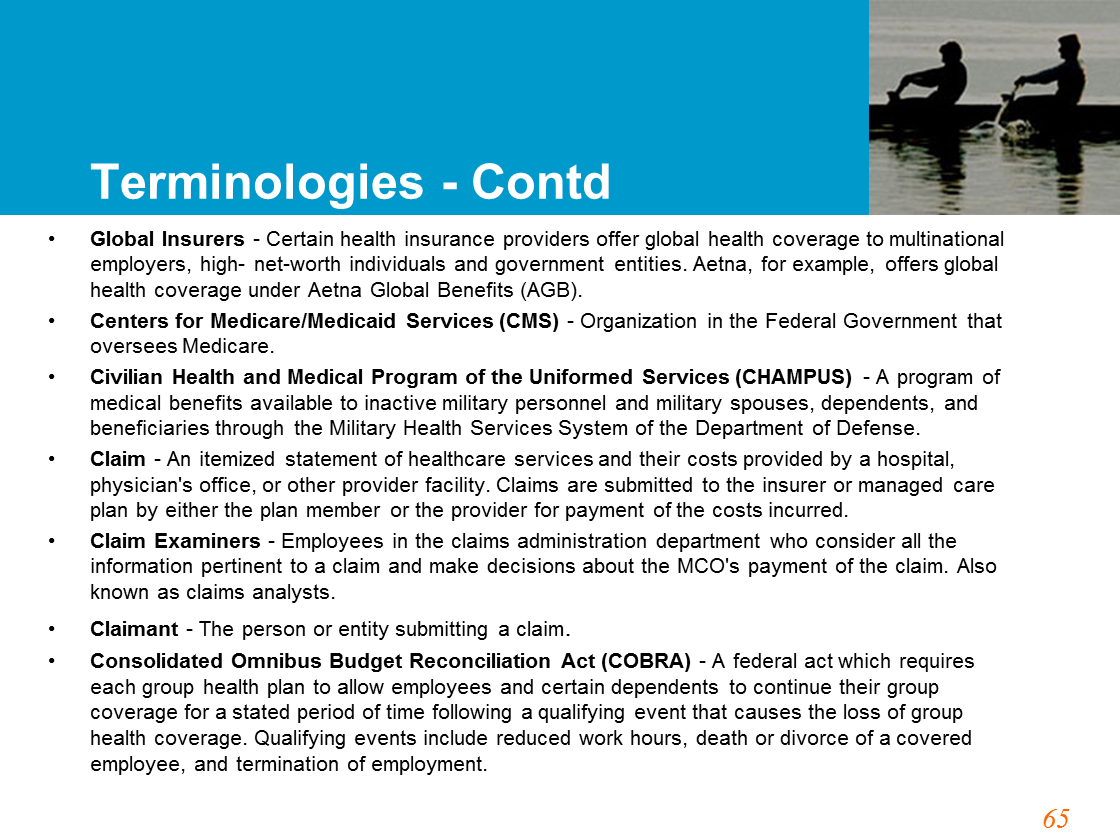 Terminologies - Contd
• Global Insurers - Certain health insurance providers offer global health coverage to multinational
employers, high- net-worth individuals and government entities. Aetna, for example, offers global
health coverage under Aetna Global Benefits (AGB).
• Centers for Medicare/Medicaid Services (CMS) - Organization in the Federal Government that
oversees Medicare.
• Civilian Health and Medical Program of the Uniformed Services (CHAMPUS) - A program of
medical benefits available to inactive military personnel and military spouses, dependents, and
beneficiaries through the Military Health Services System of the Department of Defense.
• Claim - An itemized statement of healthcare services and their costs provided by a hospital,
physician's office, or other provider facility. Claims are submitted to the insurer or managed care
plan by either the plan member or the provider for payment of the costs incurred.
• Claim Examiners - Employees in the claims administration department who consider all the
information pertinent to a claim and make decisions about the MCO's payment of the claim. Also
known as claims analysts.
• Claimant - The person or entity submitting a claim.
• Consolidated Omnibus Budget Reconciliation Act (COBRA) - A federal act which requires
each group health plan to allow employees and certain dependents to continue their group
coverage for a stated period of time following a qualifying event that causes the loss of group
health coverage. Qualifying events include reduced work hours, death or divorce of a covered
employee, and termination of employment.
65